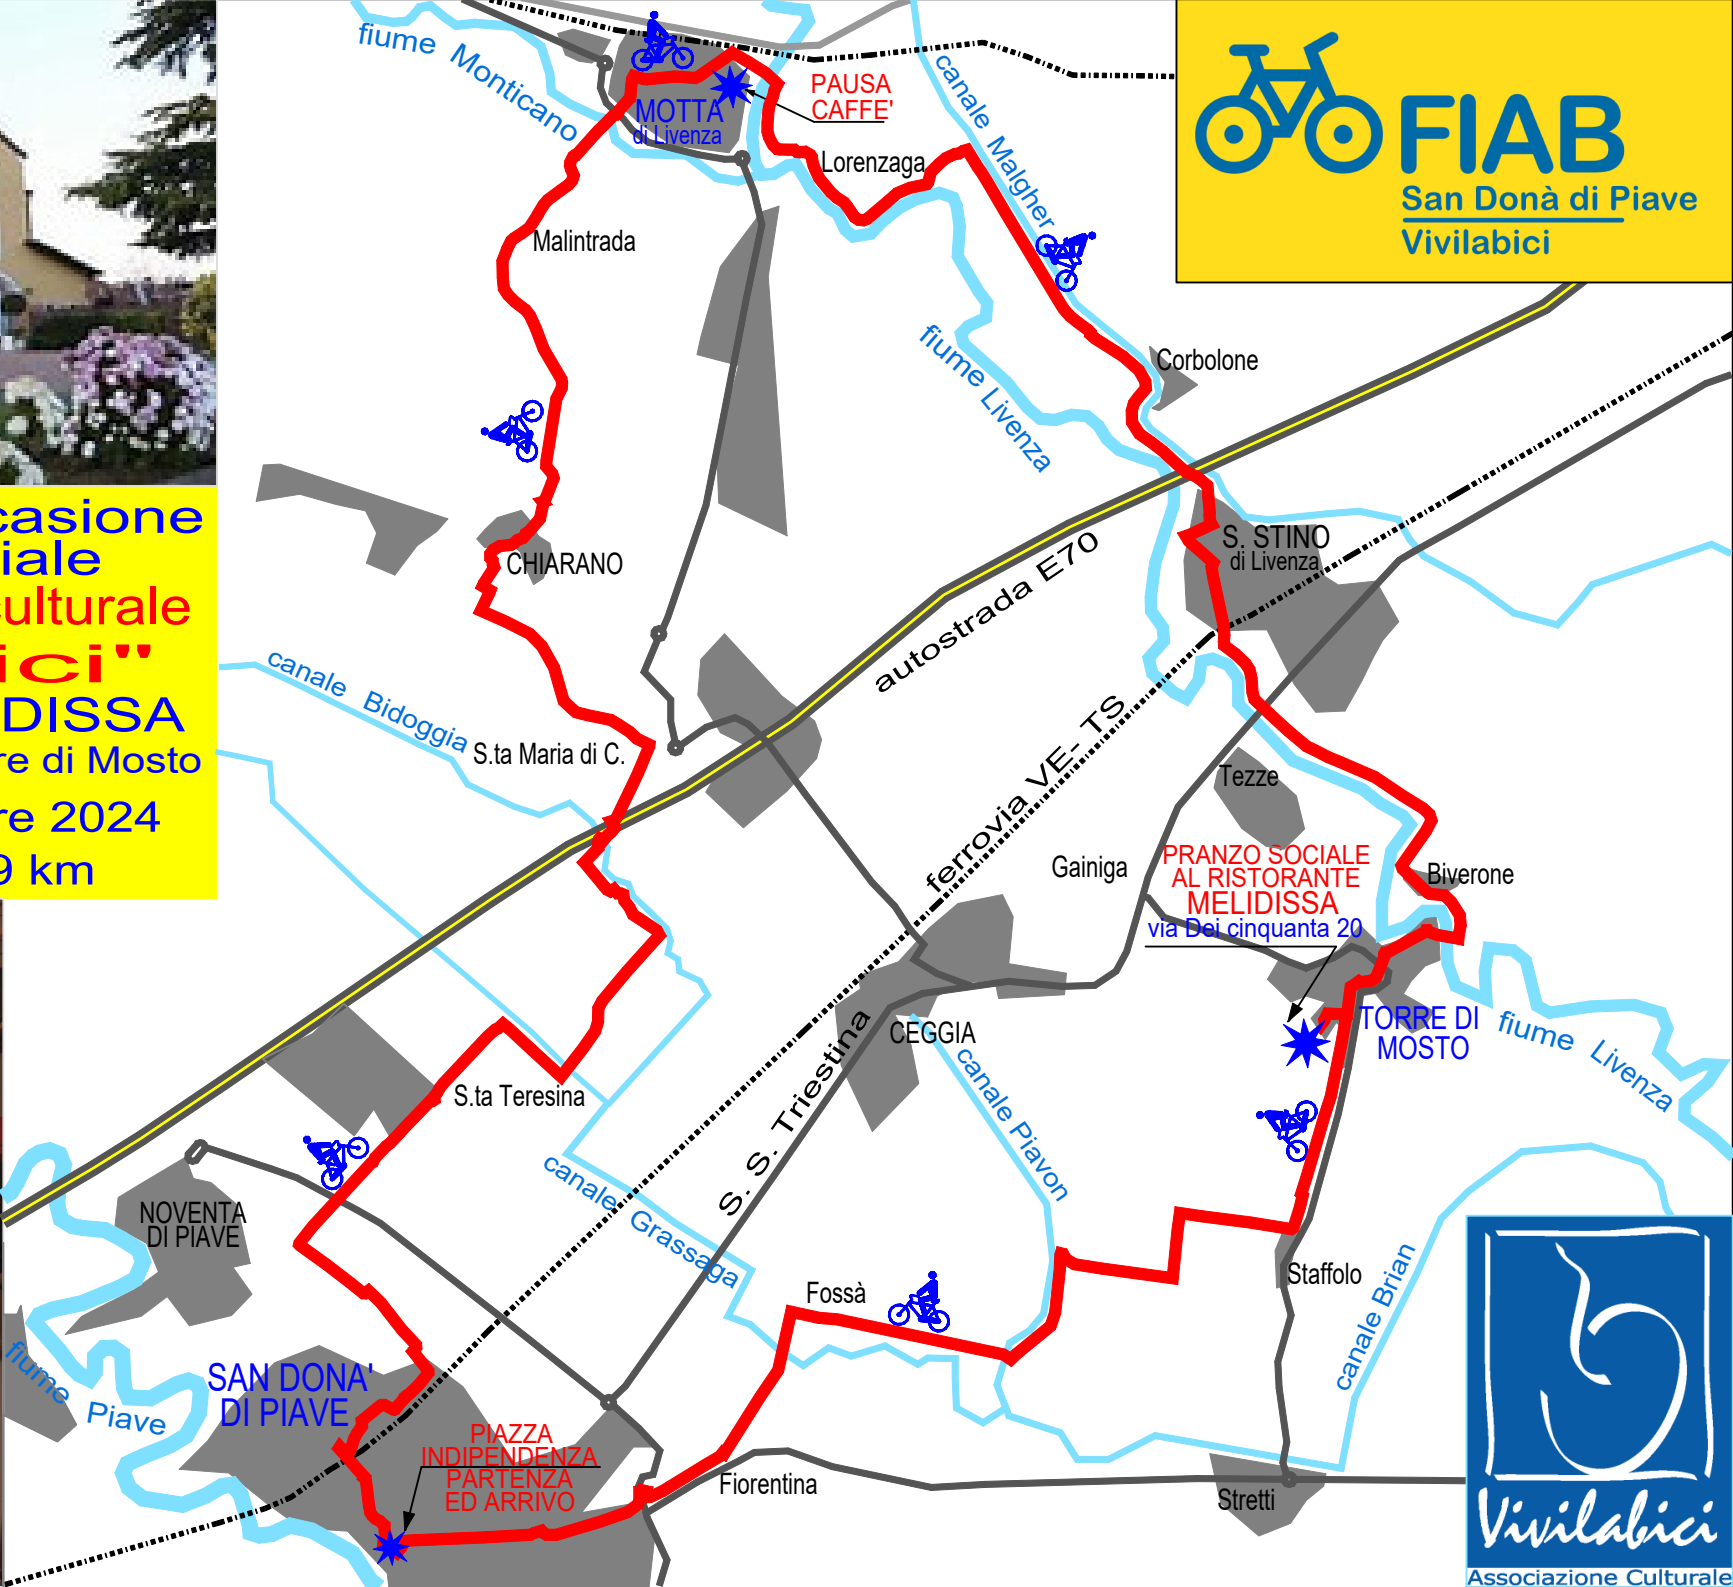 fiume Monticano
canale Malgher
PAUSA
CAFFE'
MOTTA
di Livenza
Lorenzaga
Malintrada
FIAB
San Donà di Piave
Vivilabici
fiume Livenza
Corbolone
S. STINO
di Livenza
CHIARANO
autostrada E70
canale Bidoggia
S.ta Maria di C.
ferrovia VE- TS
Tezze
Gainiga
PRANZO SOCIALE
AL RISTORANTE
MELIDISSA
via Dei cinquanta 20
Biverone
TORRE DI
MOSTO
fiume Livenza
CEGGIA
canale Piavon
S. S. Triestina
S.ta Teresina
canale Grassaga
NOVENTA
DI PIAVE
Staffolo
canale Brian
Fossà
fiume Piave
SAN DONA'
DI PIAVE
PIAZZA
INDIPENDENZA
PARTENZA
ED ARRIVO
Fiorentina
Stretti
casione
iale
culturale
ici"
DISSA
re di Mosto
re 2024
9 km
Vivilabici
Associazione Culturale